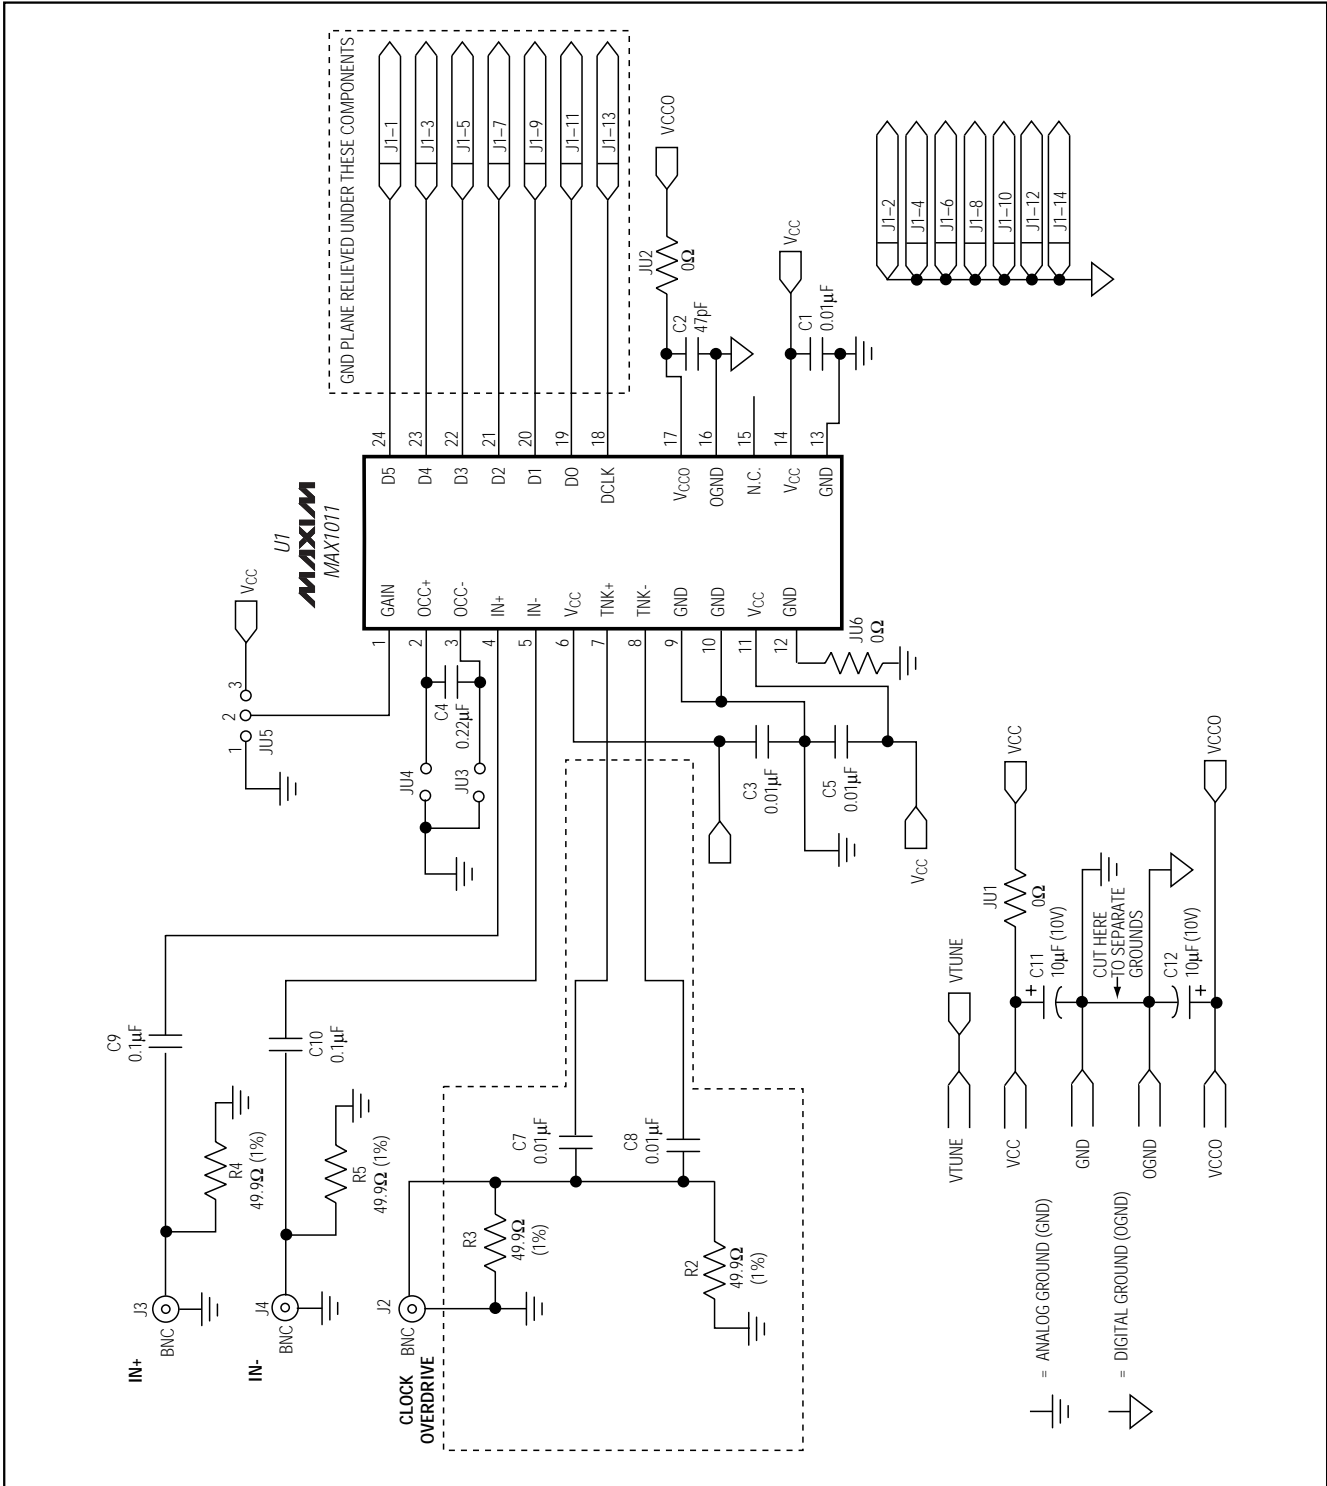 IN+
J3
BNC
R4
49.9Ω (1%)
C9
0.1µF
IN-
J4
BNC
R5
49.9Ω (1%)
C10
0.1µF
CLOCK
OVERDRIVE
J2
BNC
R3
49.9Ω
(1%)
R2
49.9Ω
(1%)
C7
0.01µF
C8
0.01µF
JU5
1
2
3
VCC
JU4
JU3
C4
0.22µF
C3
0.01µF
C5
0.01µF
VCC
JU6
0Ω
U1
MAXIM
MAX1011
1 GAIN
2 OCC+
3 OCC-
4 IN+
5 IN-
6 VCC
7 TNK+
8 TNK-
9 GND
10 GND
11 VCC
12 GND
D5 24
D4 23
D3 22
D2 21
D1 20
D0 19
DCLK 18
VCCO 17
OGND 16
N.C. 15
VCC 14
GND 13
GND PLANE RELIEVED UNDER THESE COMPONENTS
J1-1
J1-3
J1-5
J1-7
J1-9
J1-11
J1-13
JU2
0Ω
VCCO
C2
47pF
VCC
C1
0.01µF
J1-2
J1-4
J1-6
J1-8
J1-10
J1-12
J1-14
VTUNE
VTUNE
VCC
JU1
0Ω
VCC
+
C11
10µF (10V)
GND
CUT HERE
TO SEPARATE
GROUNDS
OGND
C12
10µF (10V)
+
VCCO
VCCO
= ANALOG GROUND (GND)
= DIGITAL GROUND (OGND)